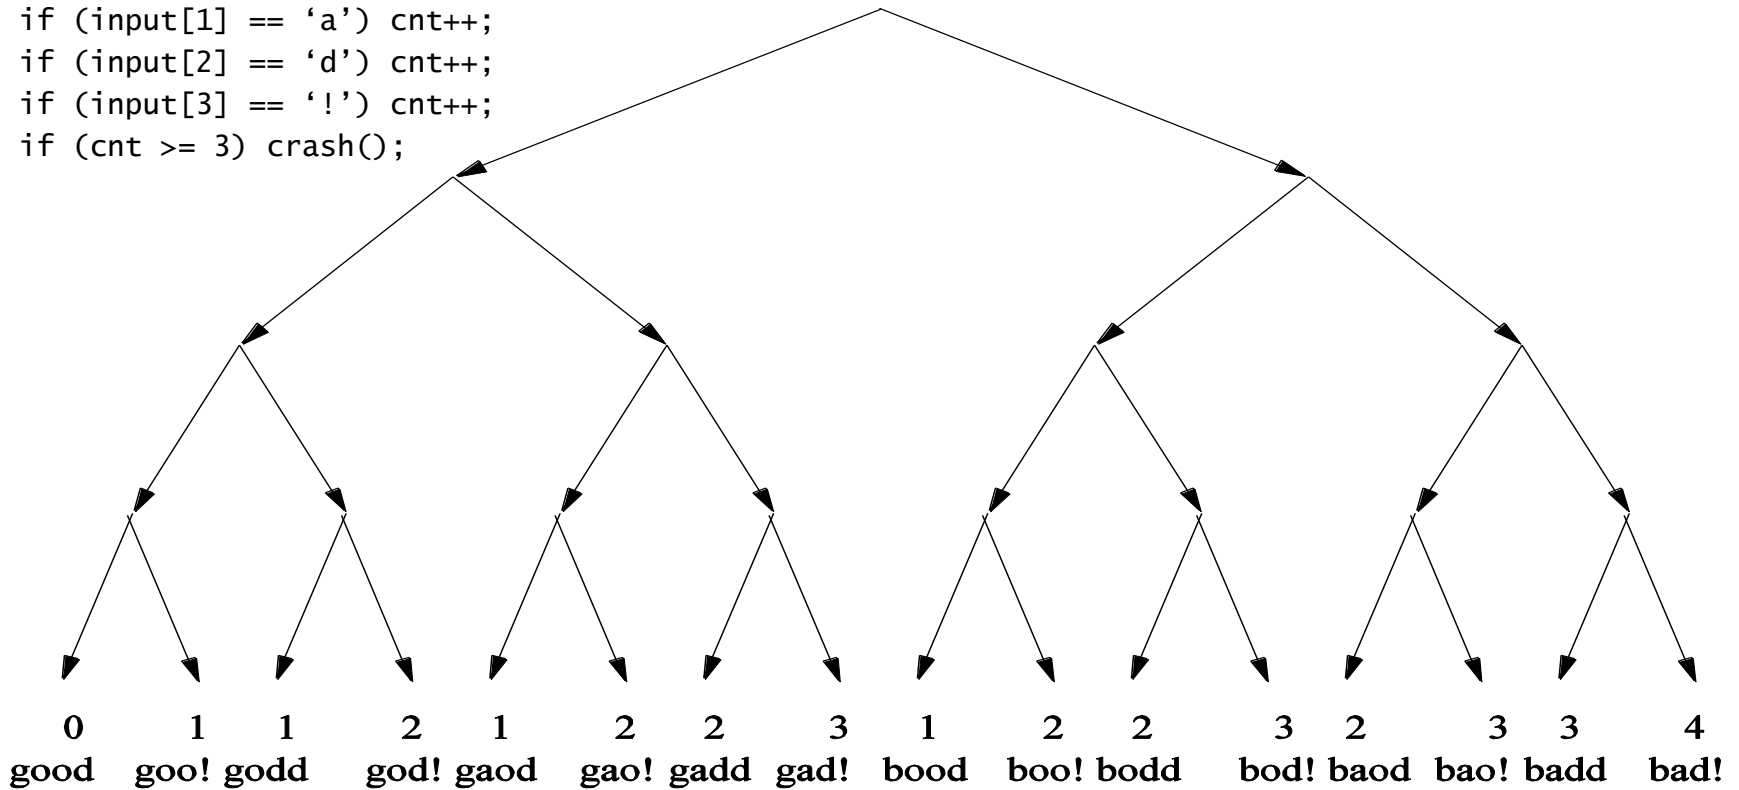 if (input[1] == ‘a’) cnt++;
if (input[2] == ‘d’) cnt++;
if (input[3] == ‘!’) cnt++;
if (cnt >= 3) crash();
0 1 1 2 1 2 2 3 1 2 2 3 2 3 3 4
good goo! godd god! gaod gao! gadd gad! bood boo! bodd bod! baod bao! badd bad!